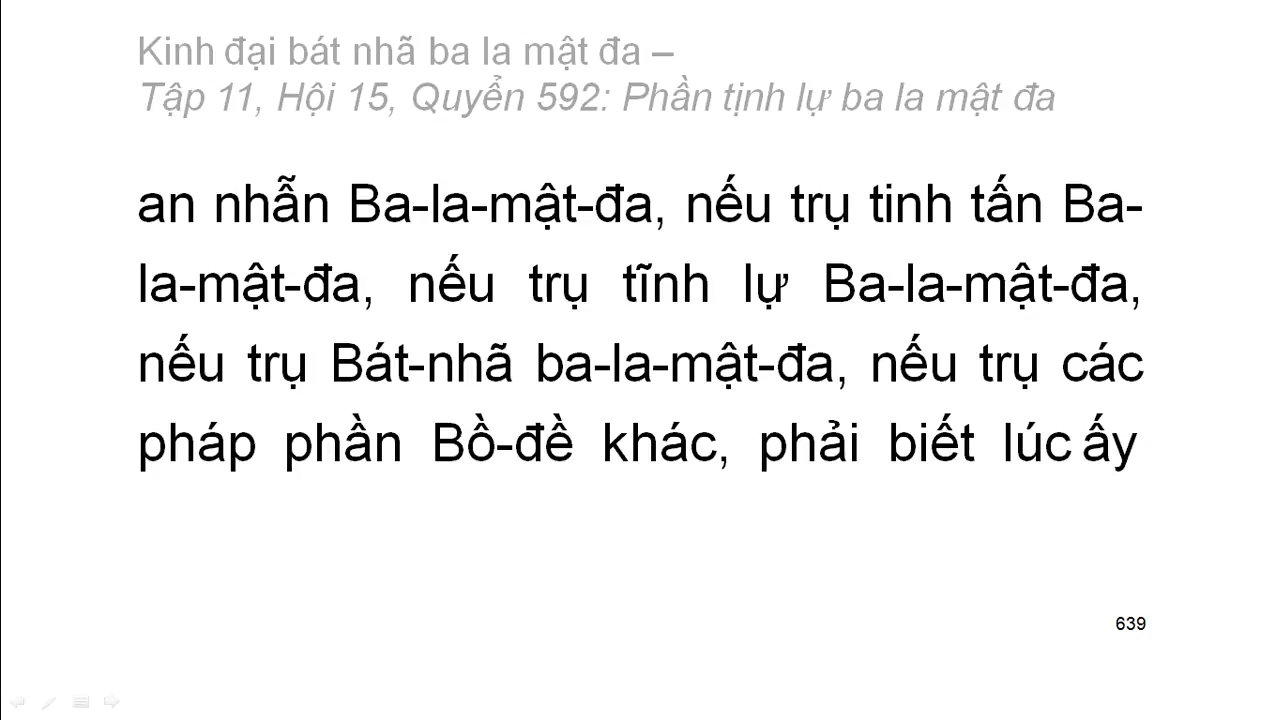 Kinh đại bát nhã ba la mật đa –
Tập 11, Hội 15, Quyển 592: Phần tịnh lự ba la mật đa
an nhẫn Ba-la-mật-đa, nếu trụ tinh tấn Ba-
la-mật-đa, nếu trụ tĩnh lự Ba-la-mật-đa,
nếu trụ Bát-nhã ba-la-mật-đa, nếu trụ các
pháp phần Bồ-đề khác, phải biết lúc ấy
639